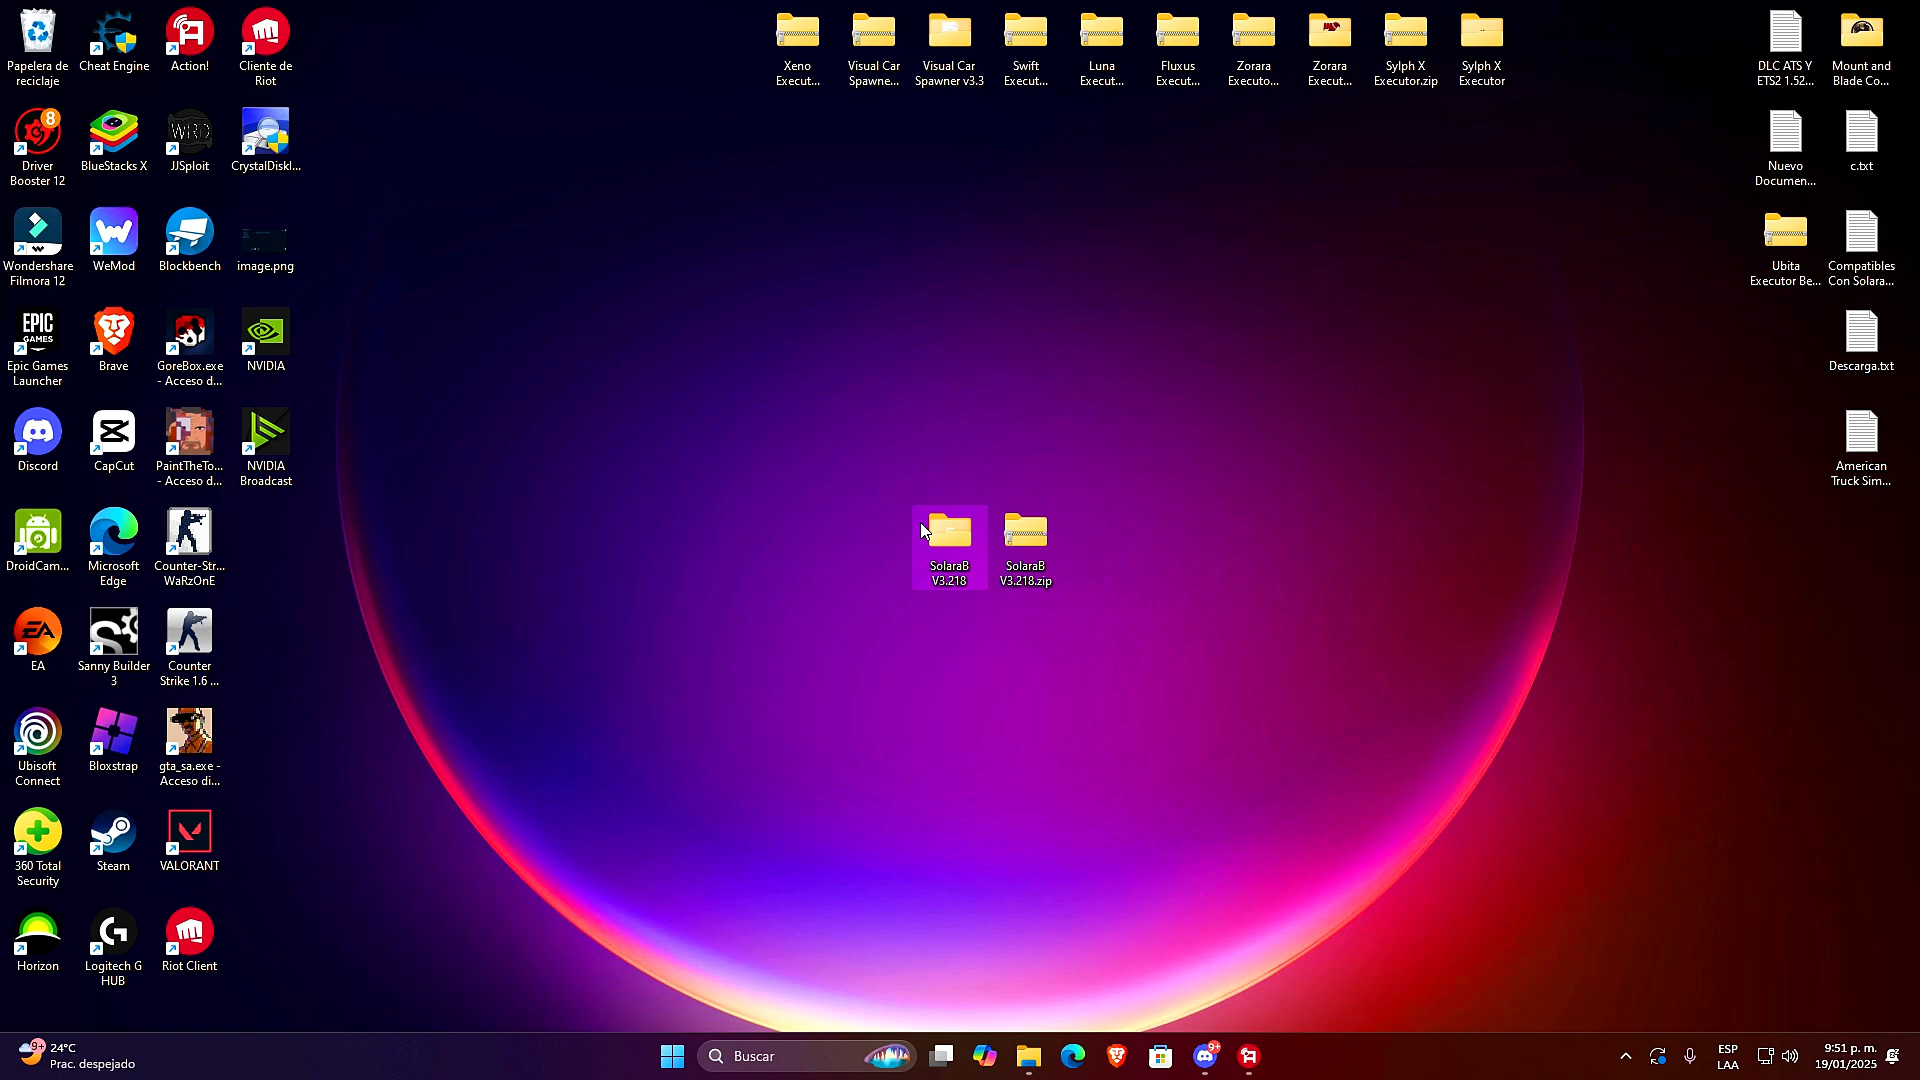 Papelera de
reciclaje
Cheat Engine
Action!
Cliente de
Riot
Xeno
Execut...
Visual Car
Spawne...
Visual Car
Spawner v3.3
Swift
Execut...
Luna
Execut...
Fluxus
Execut...
Zorara
Executo...
Zorara
Execut...
Sylph X
Executor.zip
Sylph X
Executor
DLC ATS Y
ETS2 1.52...
Mount and
Blade Co...
8
Driver
Booster 12
BlueStacks X
WRD
JJSploit
CrystalDiskI...
Nuevo
Documen...
c.txt
Wondershare
Filmora 12
WeMod
Blockbench
image.png
Ubita
Executor Be...
Compatibles
Con Solara...
EPIC
GAMES
Epic Games
Launcher
Brave
GoreBox.exe
- Acceso d...
NVIDIA
Descarga.txt
Discord
CapCut
PaintTheTo...
- Acceso d...
NVIDIA
Broadcast
American
Truck Sim...
DroidCam...
Microsoft
Edge
Counter-Str...
WaRzOnE
SolaraB
V3.218
SolaraB
V3.218.zip
EA
EA
Sanny Builder
3
Counter
Strike 1.6 ...
Ubisoft
Connect
Bloxstrap
gta_sa.exe -
Acceso di...
360 Total
Security
Steam
VALORANT
Horizon
Logitech G
HUB
Riot Client
9+
24°C
Prac. despejado
Buscar
9+
ESP
LAA
9:51 p. m.
19/01/2025